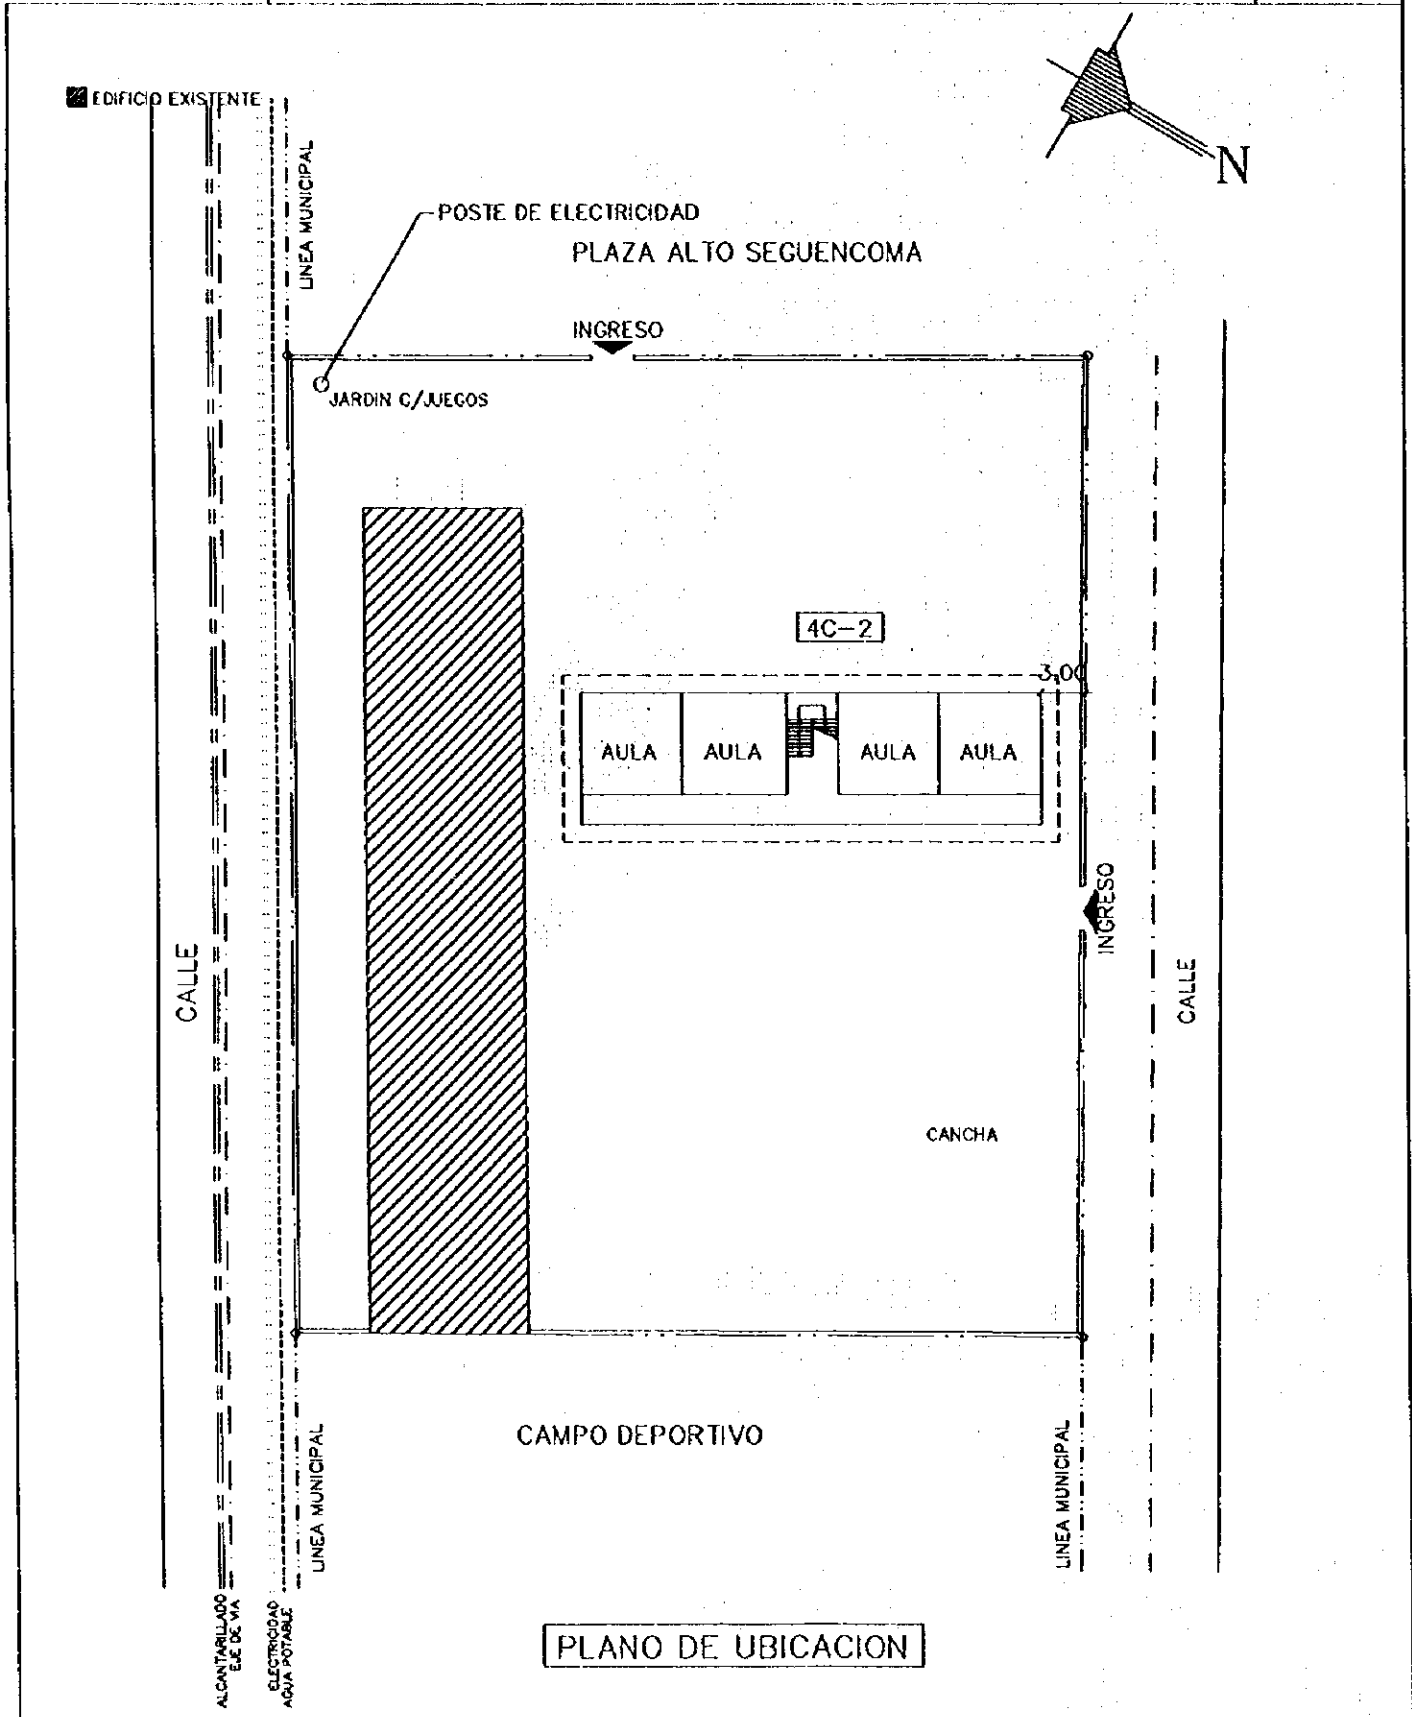 EDIFICIO EXISTENTE
N
LINEA MUNICIPAL
POSTE DE ELECTRICIDAD
PLAZA ALTO SEGUENCOMA
INGRESO
JARDIN C/JUEGOS
4C-2
3,00
AULA AULA AULA AULA
INGRESO
CALLE
CALLE
CANCHA
CAMPO DEPORTIVO
LINEA MUNICIPAL
LINEA MUNICIPAL
ALCANTARILLADO
EJE DE VIA
ELECTRICIDAD
AGUA POTABLE
PLANO DE UBICACION